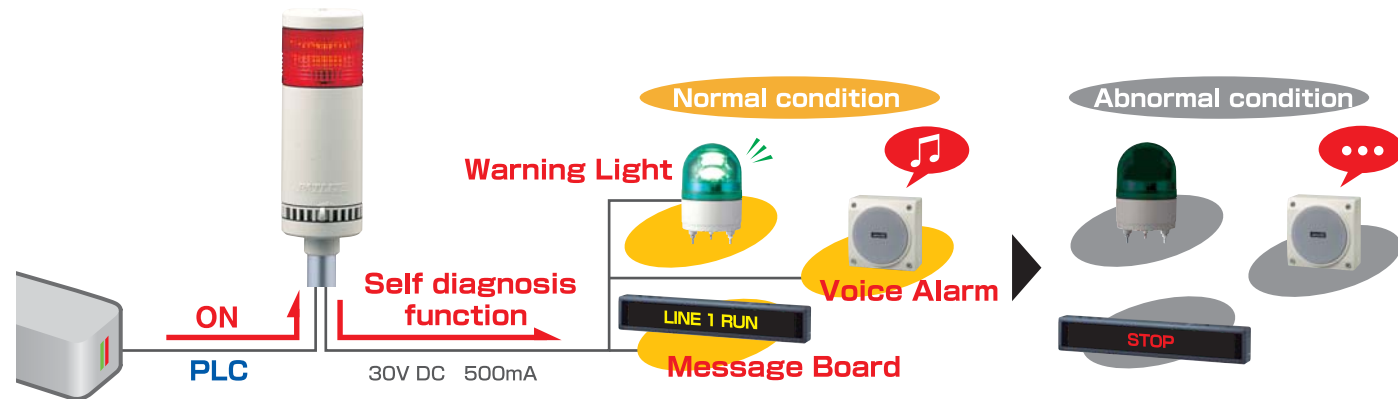 Normal condition
Abnormal condition
Warning Light
PATLITE
Self diagnosis
function
ON
PLC
30V DC 500mA
Voice Alarm
LINE 1 RUN
Message Board
STOP